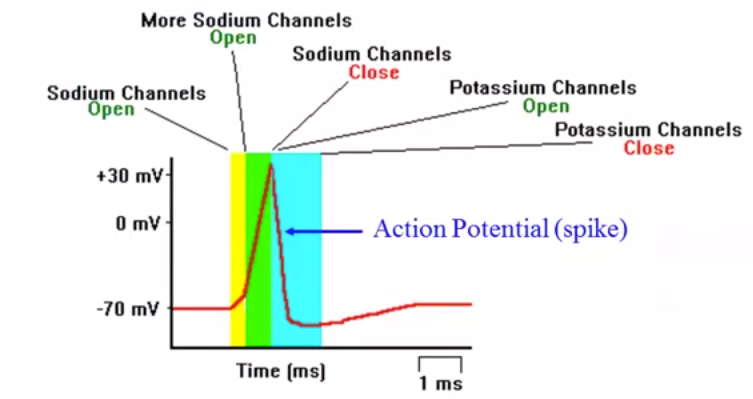 More Sodium Channels
Open
Sodium Channels
Close
Sodium Channels
Open
Potassium Channels
Open
Potassium Channels
Close
+30 mV
0 mV
Action Potential (spike)
-70 mV
Time (ms)
1 ms